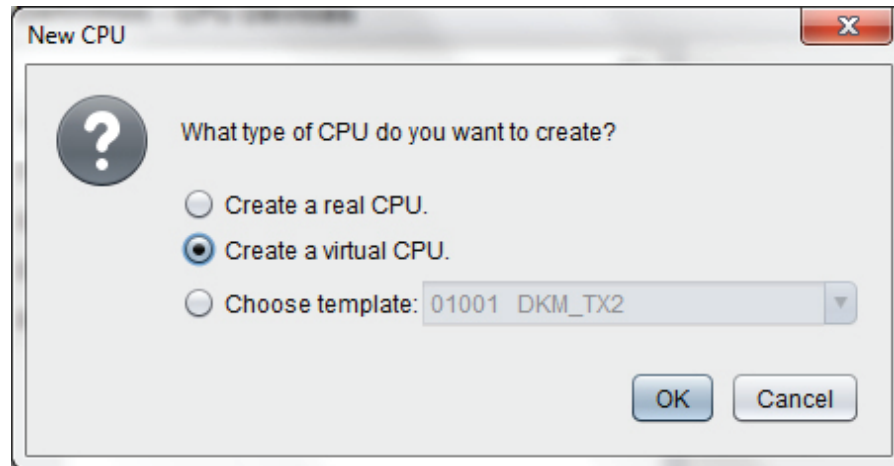 New CPU
What type of CPU do you want to create?
Create a real CPU.
Create a virtual CPU.
Choose template: 01001 DKM_TX2
OK Cancel